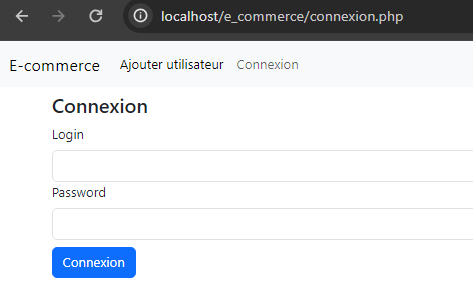 localhost/e_commerce/connexion.php
E-commerce Ajouter utilisateur Connexion
Connexion
Login
Password
Connexion